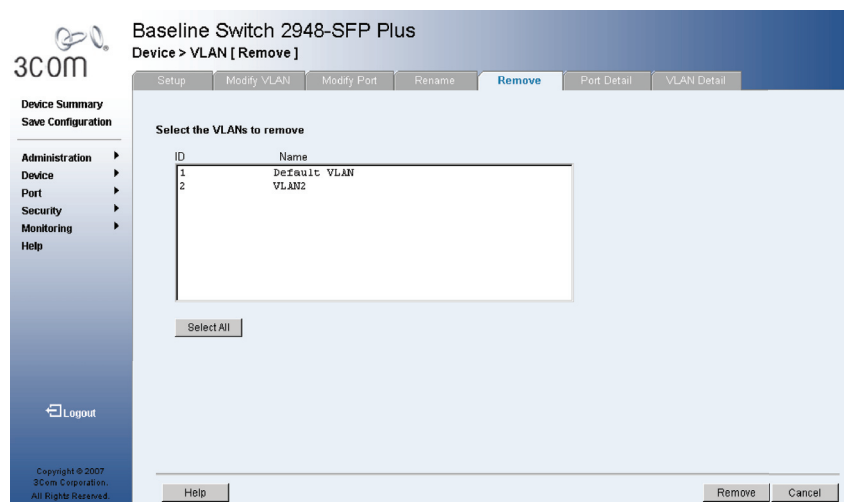 3COM
Baseline Switch 2948-SFP Plus
Device > VLAN [ Remove ]
Setup Modify VLAN Modify Port Rename Remove Port Detail VLAN Detail
Device Summary
Save Configuration
Administration
Device
Port
Security
Monitoring
Help
Logout
Copyright © 2007
3Com Corporation.
All Rights Reserved.
Select the VLANs to remove
ID Name
1 Default VLAN
2 VLAN2
Select All
Help Remove Cancel